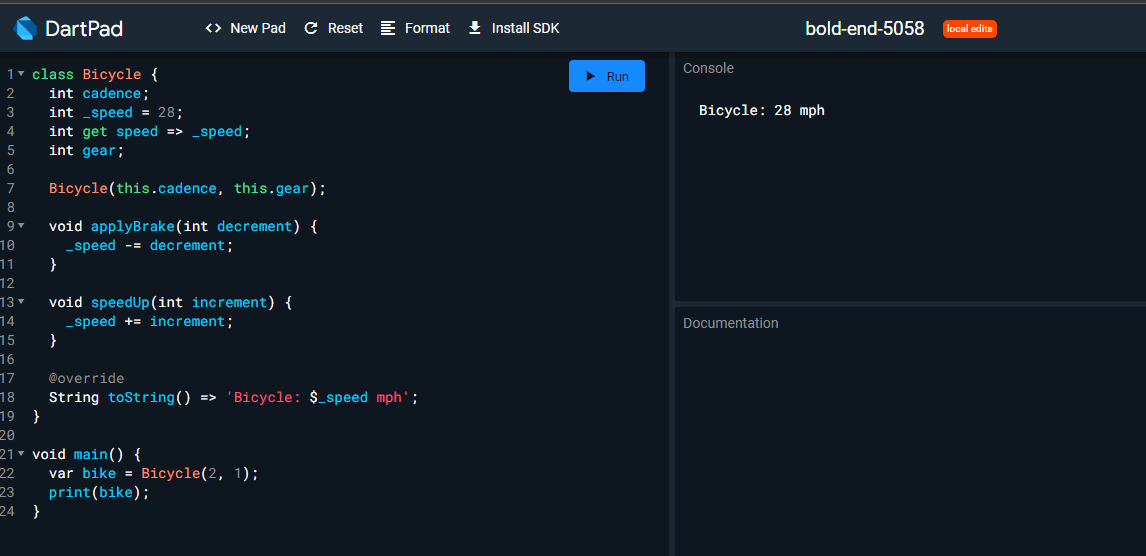 DartPad
<> New Pad Reset Format Install SDK
bold-end-5058 local edits
Run
1 class Bicycle {
2   int cadence;
3   int _speed = 28;
4   int get speed => _speed;
5   int gear;
6
7   Bicycle(this.cadence, this.gear);
8
9   void applyBrake(int decrement) {
10     _speed -= decrement;
11   }
12
13   void speedUp(int increment) {
14     _speed += increment;
15   }
16
17   @override
18   String toString() => 'Bicycle: $_speed mph';
19 }
20
21 void main() {
22   var bike = Bicycle(2, 1);
23   print(bike);
24 }
Console
Bicycle: 28 mph
Documentation